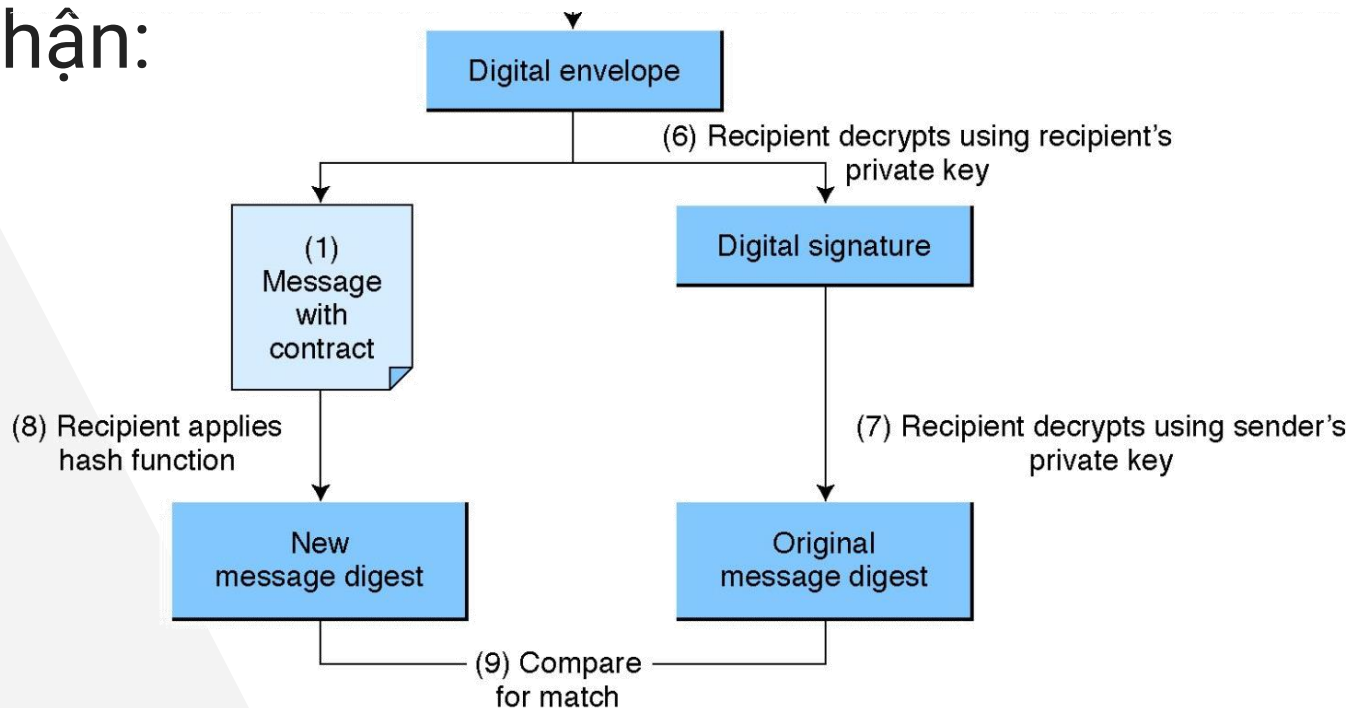 hận:
Digital envelope
(6) Recipient decrypts using recipient's
private key
(1)
Message
with
contract
Digital signature
(8) Recipient applies
hash function
(7) Recipient decrypts using sender's
private key
New
message digest
Original
message digest
(9) Compare
for match